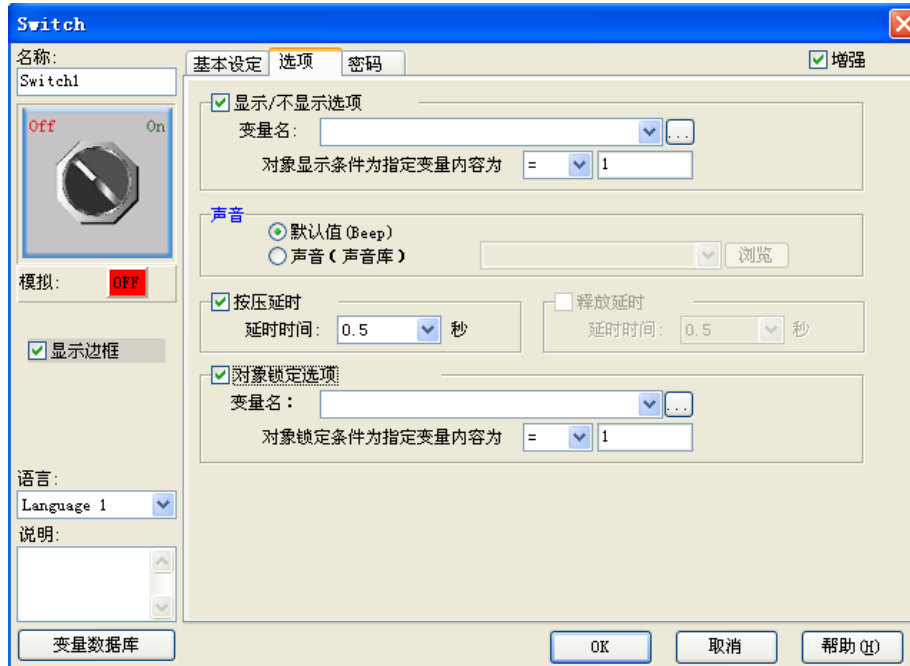 Switch
名称:
Switch1
Off On
模拟: OFF
显示边框
语言:
Language 1
说明:
变量数据库
基本设定 选项 密码 增强
显示/不显示选项
变量名: ...
对象显示条件为指定变量内容为 = 1
声音
默认值(Beep)
声音(声音库) 浏览
按压延时 释放延时
延时时间: 0.5 秒 延时时间: 0.5 秒
对象锁定选项
变量名: ...
对象锁定条件为指定变量内容为 = 1
OK 取消 帮助(H)